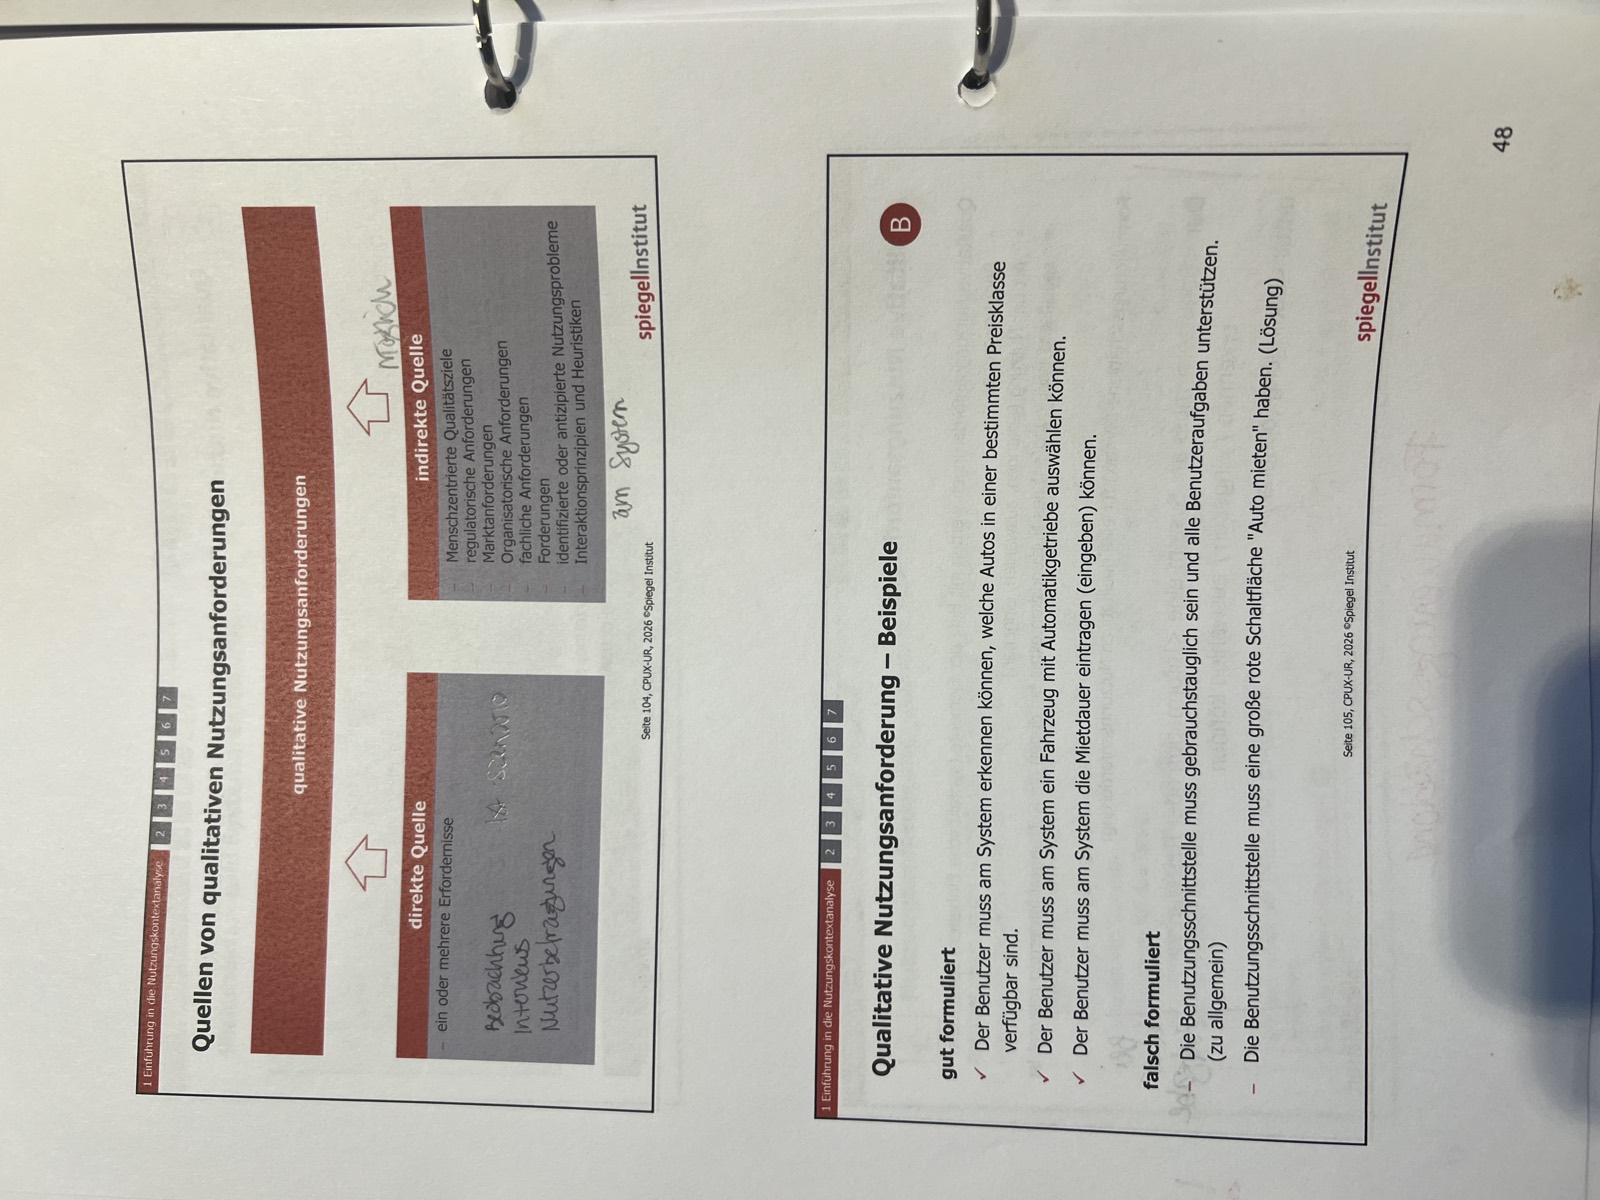 1 Einführung in die Nutzungskontextanalyse 2 3 4 5 6 7
Quellen von qualitativen Nutzungsanforderungen
qualitative Nutzungsanforderungen
möglich
direkte Quelle
– ein oder mehrere Erfordernisse
Beobachtung Ist Szenario
Interviews
Nutzerbefragungen
indirekte Quelle
– Menschzentrierte Qualitätsziele
– regulatorische Anforderungen
– Marktanforderungen
– Organisatorische Anforderungen
– fachliche Anforderungen
– Forderungen
– identifizierte oder antizipierte Nutzungsprobleme
– Interaktionsprinzipien und Heuristiken
am System
Seite 104, CPUX-UR, 2026 ©Spiegel Institut
spiegelInstitut
1 Einführung in die Nutzungskontextanalyse 2 3 4 5 6 7
Qualitative Nutzungsanforderung – Beispiele
B
gut formuliert
✓ Der Benutzer muss am System erkennen können, welche Autos in einer bestimmten Preisklasse
verfügbar sind.
✓ Der Benutzer muss am System ein Fahrzeug mit Automatikgetriebe auswählen können.
✓ Der Benutzer muss am System die Mietdauer eintragen (eingeben) können.
falsch formuliert
– Die Benutzungsschnittstelle muss gebrauchstauglich sein und alle Benutzeraufgaben unterstützen.
(zu allgemein)
– Die Benutzungsschnittstelle muss eine große rote Schaltfläche "Auto mieten" haben. (Lösung)
Seite 105, CPUX-UR, 2026 ©Spiegel Institut
spiegelInstitut
48